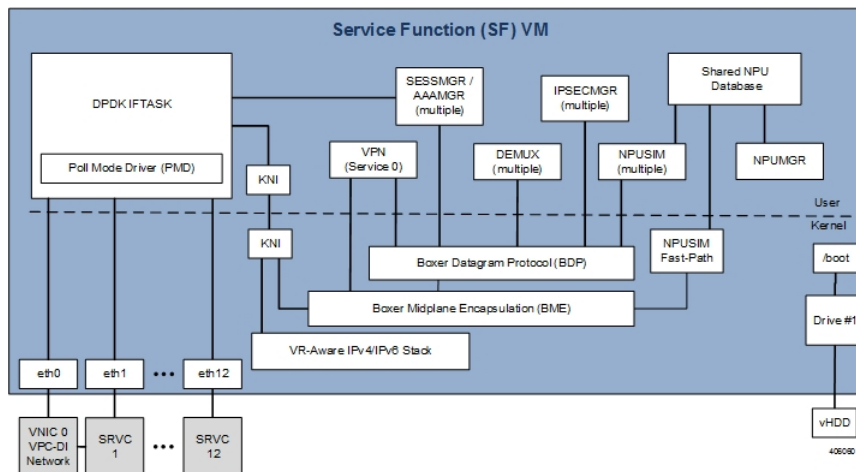 Service Function (SF) VM
DPDK IFTASK
Poll Mode Driver (PMD)
SESSMGR /
AAAMGR
(multiple)
IPSECMGR
(multiple)
Shared NPU
Database
VPN
(Service 0)
DEMUX
(multiple)
NPUSIM
(multiple)
NPUMGR
KNI
User
Kernel
KNI
Boxer Datagram Protocol (BDP)
NPUSIM
Fast-Path
/boot
Boxer Midplane Encapsulation (BME)
Drive #1
VR-Aware IPv4/IPv6 Stack
eth0
eth1
•••
eth12
VNIC 0
VPC-DI
Network
SRVC
1
•••
SRVC
12
vHDD
406060